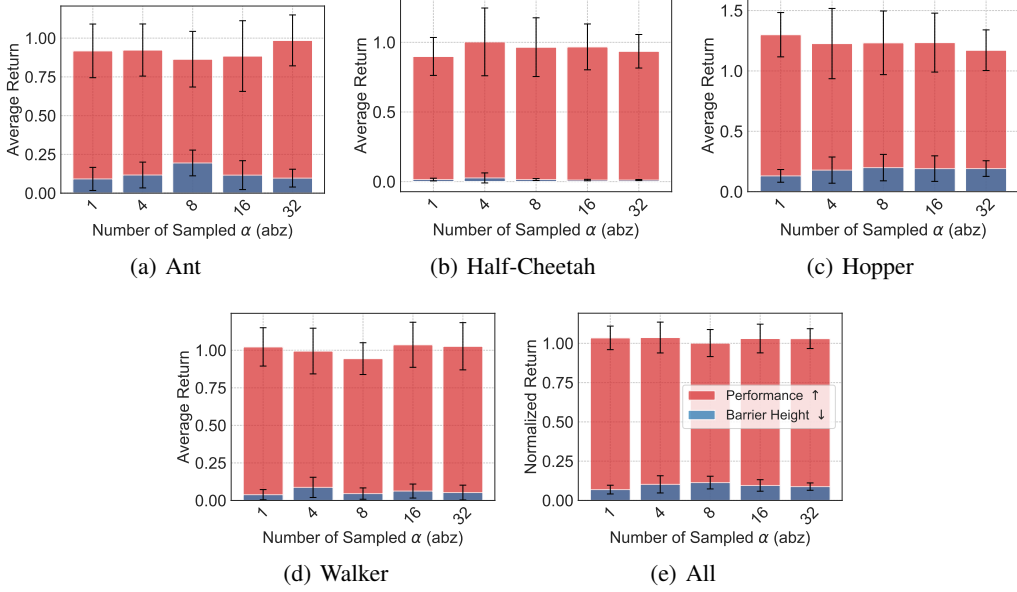 Average Return
1.00
0.75
0.50
0.25
0.00
1
4
8
16
32
Number of Sampled α (abz)
(a) Ant
Average Return
1.0
0.5
0.0
1
4
8
16
32
Number of Sampled α (abz)
(b) Half-Cheetah
Average Return
1.5
1.0
0.5
0.0
1
4
8
16
32
Number of Sampled α (abz)
(c) Hopper
Average Return
1.00
0.75
0.50
0.25
0.00
1
4
8
16
32
Number of Sampled α (abz)
(d) Walker
Normalized Return
1.00
0.75
0.50
0.25
0.00
Performance ↑
Barrier Height ↓
1
4
8
16
32
Number of Sampled α (abz)
(e) All